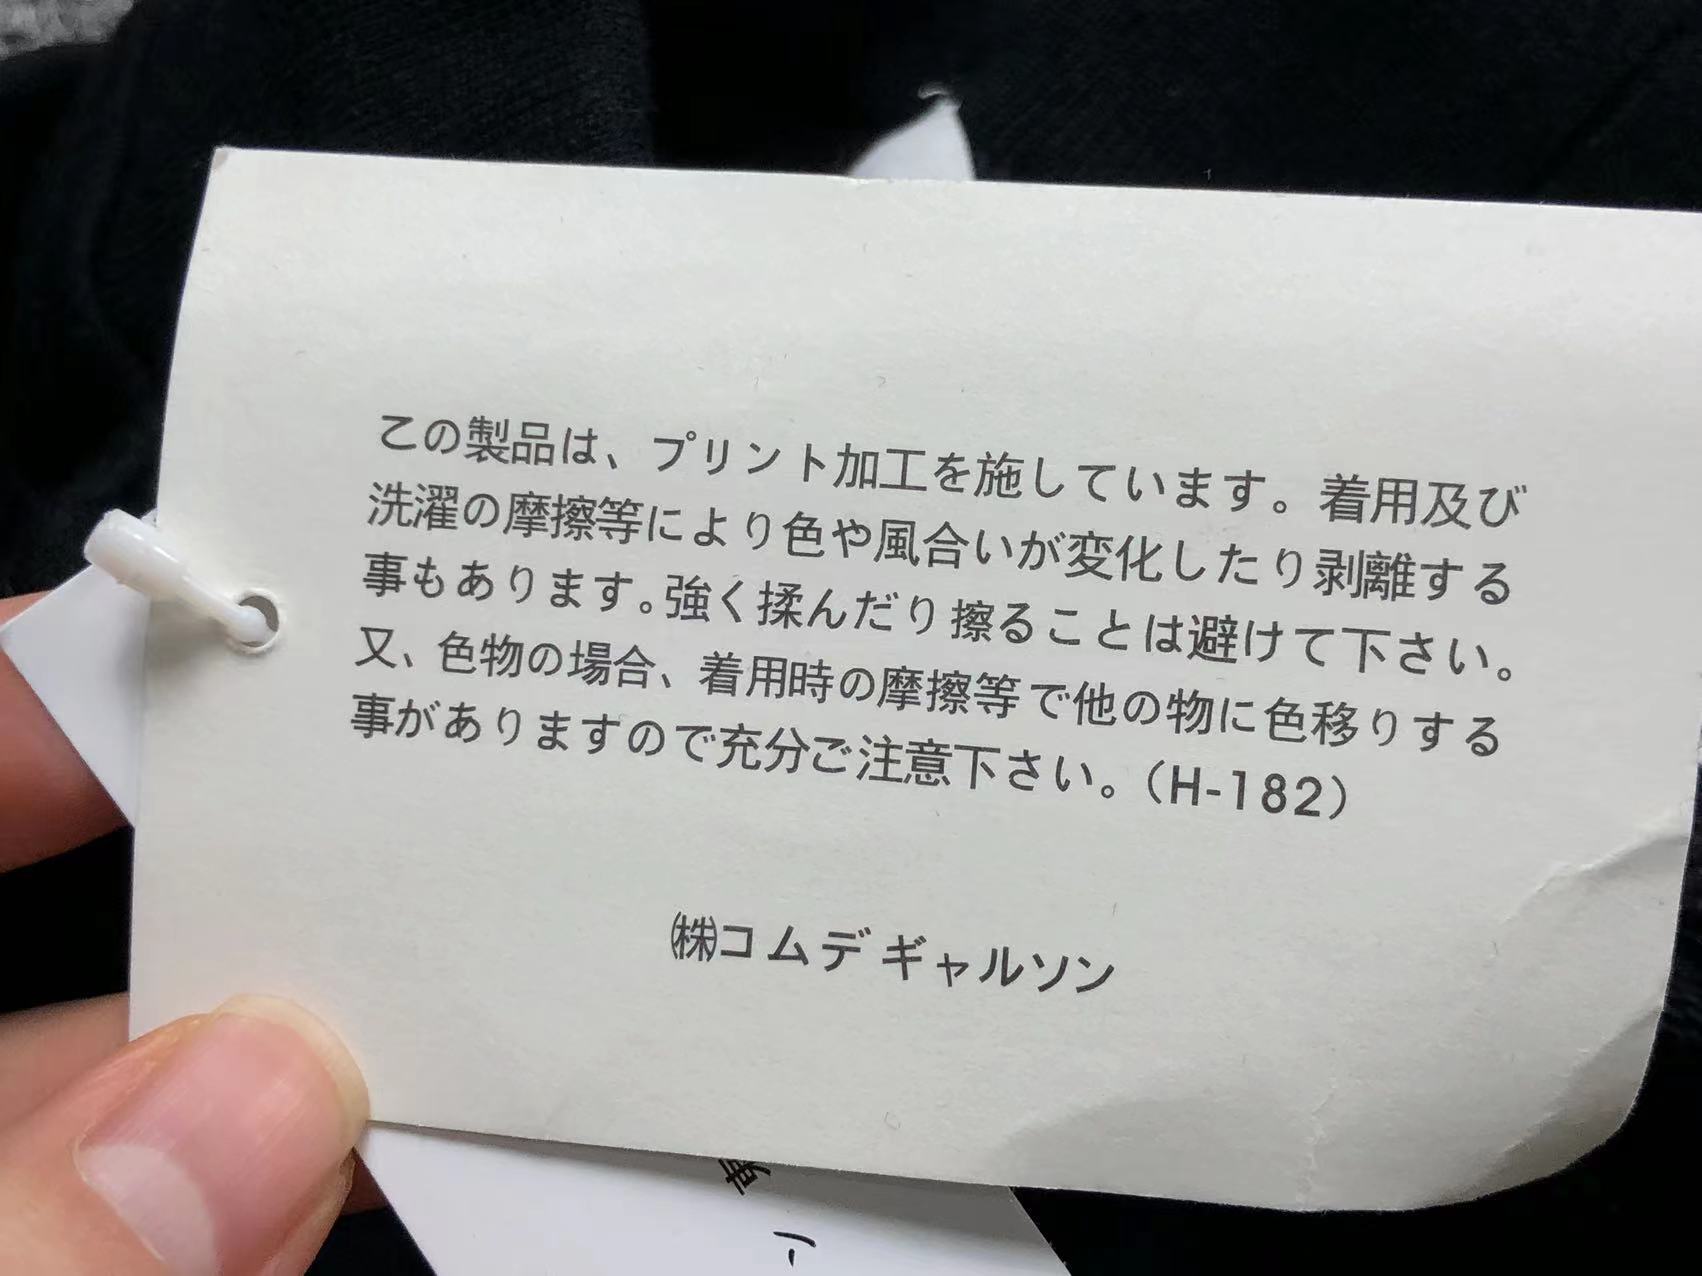 この製品は、プリント加工を施しています。着用及び
洗濯の摩擦等により色や風合いが変化したり剥離する
事もあります。強く揉んだり擦ることは避けて下さい。
又、色物の場合、着用時の摩擦等で他の物に色移りする
事がありますので充分ご注意下さい。（H-182）
㈱コムデギャルソン